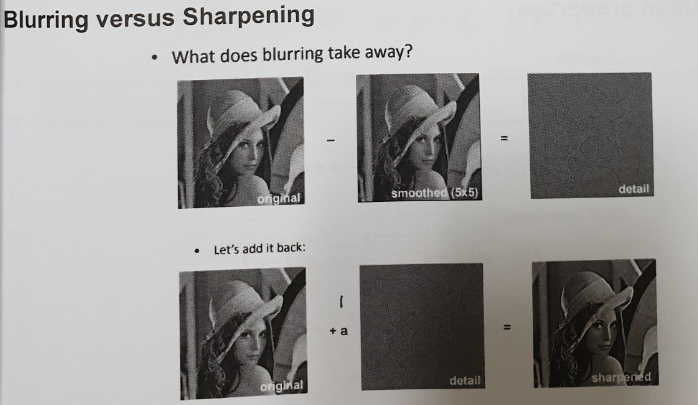 Blurring versus Sharpening
• What does blurring take away?
original
–
smoothed (5x5)
=
detail
• Let's add it back:
original
+ a
detail
=
sharpened